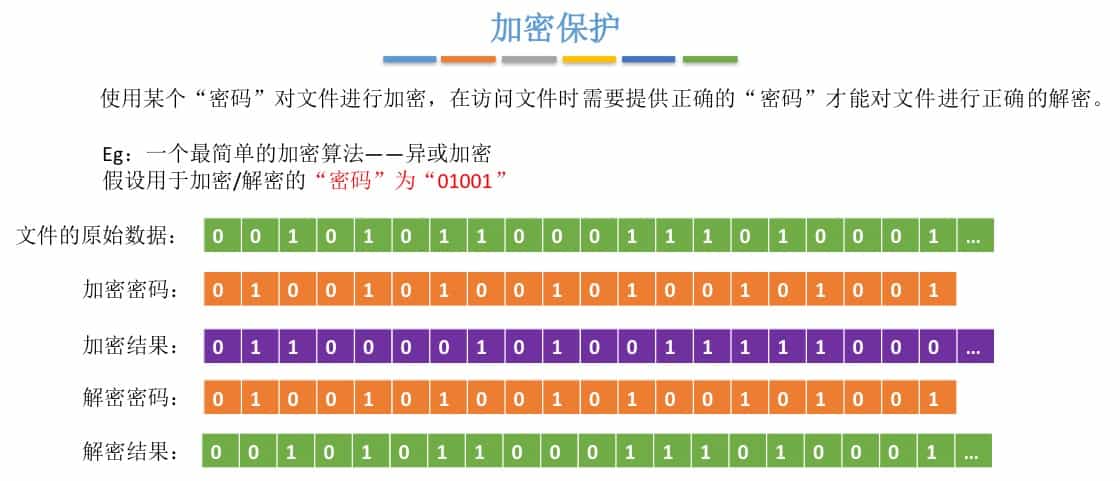 加密保护
使用某个“密码”对文件进行加密，在访问文件时需要提供正确的“密码”才能对文件进行正确的解密。
Eg：一个最简单的加密算法——异或加密
假设用于加密/解密的“密码”为“01001”
文件的原始数据： 0 0 1 0 1 0 1 1 0 0 0 1 1 1 0 1 0 0 0 1 ...
加密密码： 0 1 0 0 1 0 1 0 0 1 0 1 0 0 1 0 1 0 0 1
加密结果： 0 1 1 0 0 0 0 1 0 1 0 0 1 1 1 1 1 0 0 0 ...
解密密码： 0 1 0 0 1 0 1 0 0 1 0 1 0 0 1 0 1 0 0 1
解密结果： 0 0 1 0 1 0 1 1 0 0 0 1 1 1 0 1 0 0 0 1 ...